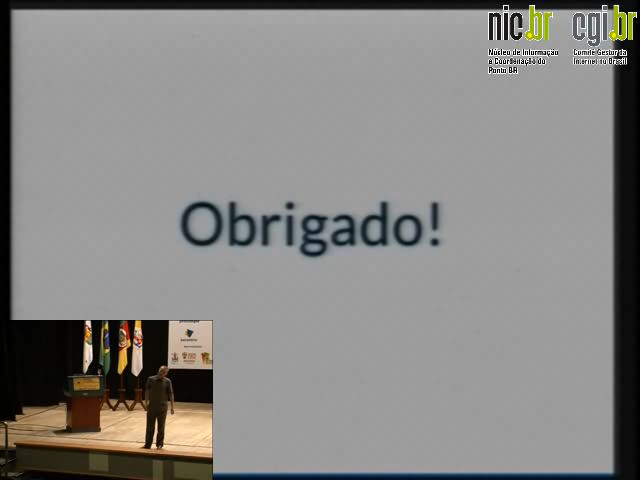 nic.br cgi.br
Núcleo de Informação
e Coordenação do
Ponto BR
Comitê Gestor da
Internet no Brasil
Obrigado!